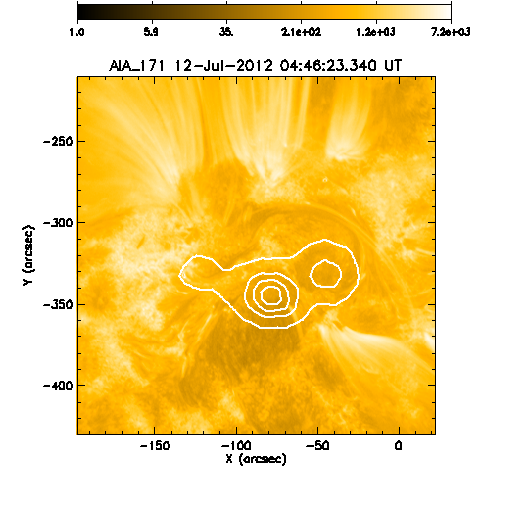 1.0 5.9 35. 2.1e+02 1.2e+03 7.2e+03
AIA_171 12-Jul-2012 04:46:23.340 UT
-250
-300
-350
-400
Y (arcsec)
-150 -100 -50 0
X (arcsec)